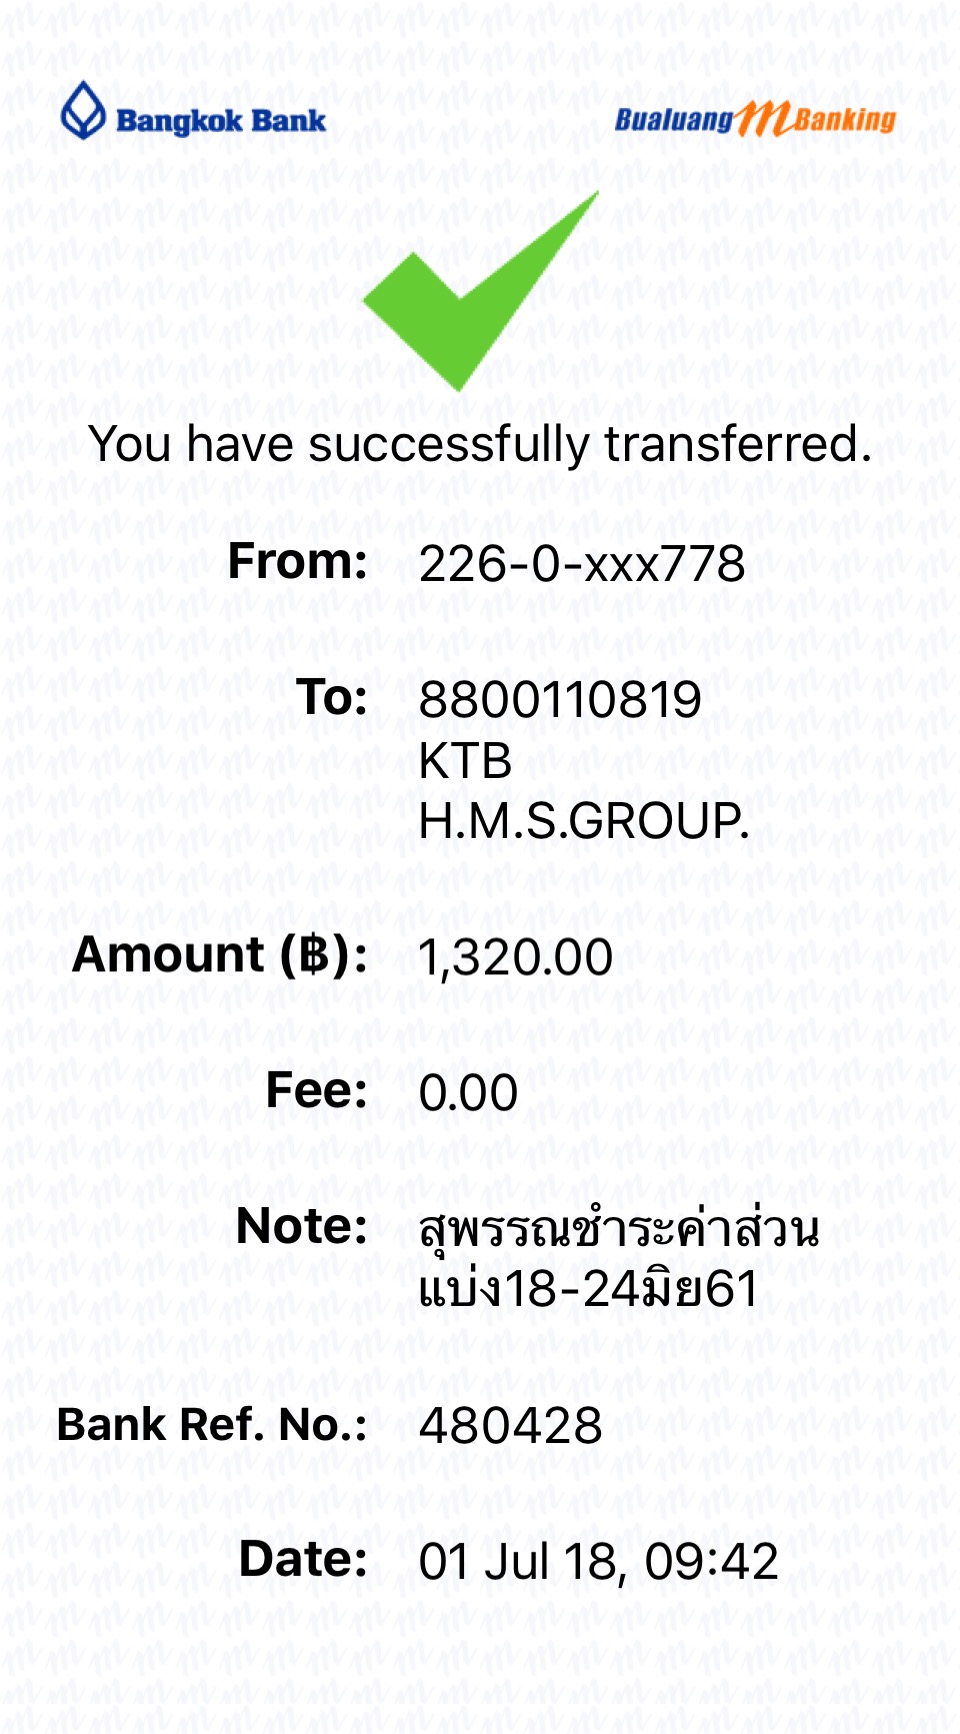 Bangkok Bank
Bualuang mBanking
You have successfully transferred.
From: 226-0-xxx778
To: 8800110819
KTB
H.M.S.GROUP.
Amount (฿): 1,320.00
Fee: 0.00
Note: สุพรรณชำระค่าส่วน
แบ่ง18-24มิย61
Bank Ref. No.: 480428
Date: 01 Jul 18, 09:42